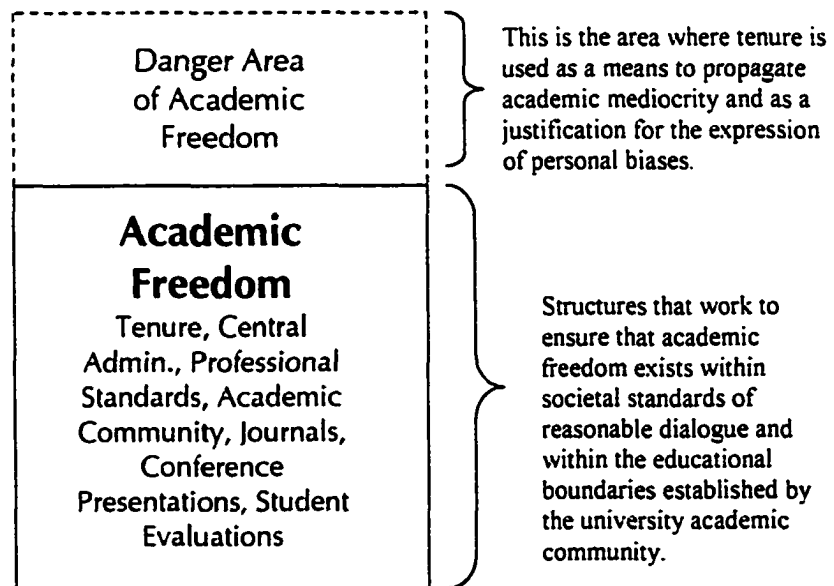 Danger Area
of Academic
Freedom
This is the area where tenure is
used as a means to propagate
academic mediocrity and as a
justification for the expression
of personal biases.
Academic
Freedom
Tenure, Central
Admin., Professional
Standards, Academic
Community, Journals,
Conference
Presentations, Student
Evaluations
Structures that work to
ensure that academic
freedom exists within
societal standards of
reasonable dialogue and
within the educational
boundaries established by
the university academic
community.